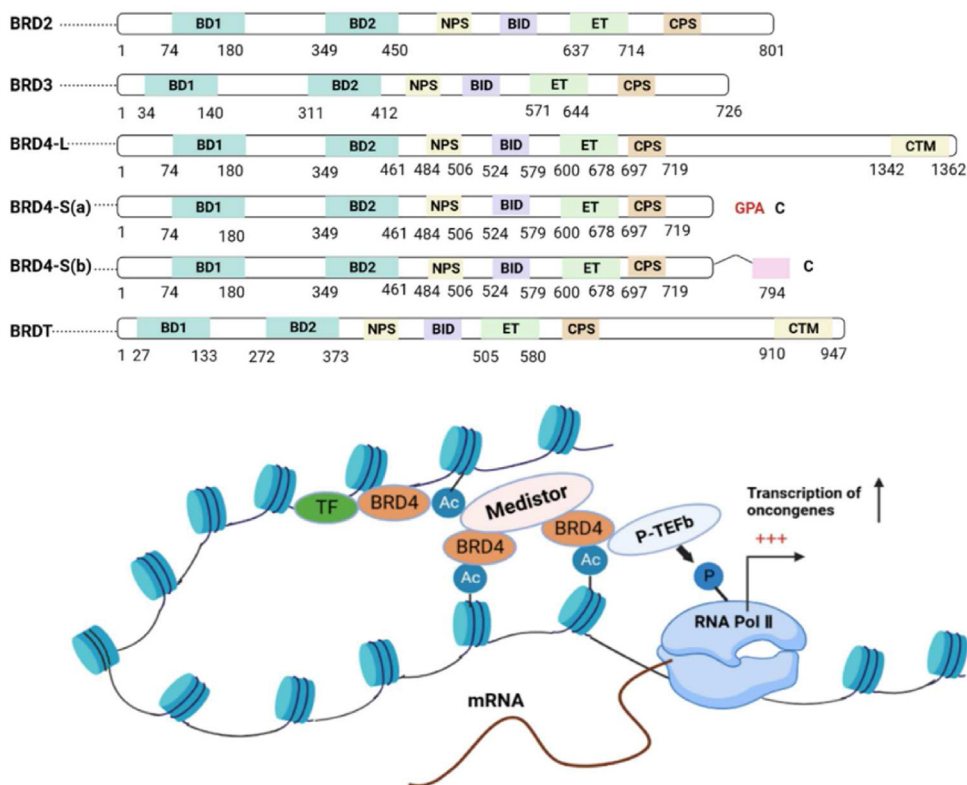 BRD2 BD1 BD2 NPS BID ET CPS
1 74 180 349 450 637 714 801
BRD3 BD1 BD2 NPS BID ET CPS
1 34 140 311 412 571 644 726
BRD4-L BD1 BD2 NPS BID ET CPS CTM
1 74 180 349 461 484 506 524 579 600 678 697 719 1342 1362
BRD4-S(a) BD1 BD2 NPS BID ET CPS GPA C
1 74 180 349 461 484 506 524 579 600 678 697 719
BRD4-S(b) BD1 BD2 NPS BID ET CPS C
1 74 180 349 461 484 506 524 579 600 678 697 719 794
BRDT BD1 BD2 NPS BID ET CPS CTM
1 27 133 272 373 505 580 910 947
TF BRD4 Ac Medistor
Transcription of
oncongenes
+++
BRD4 BRD4 P-TEFb
Ac Ac P
RNA Pol II
mRNA